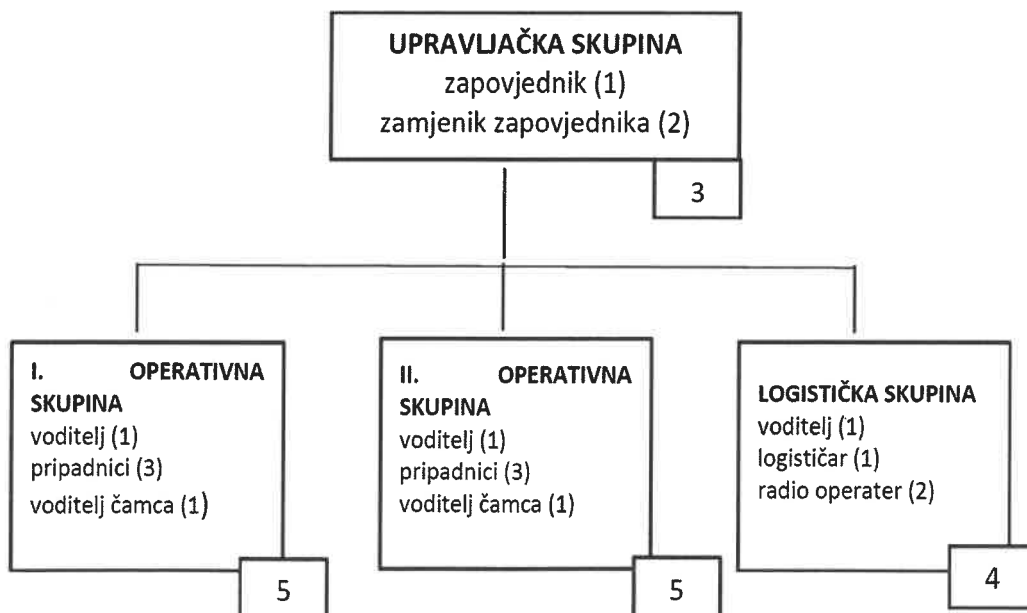 UPRAVLJAČKA SKUPINA
zapovjednik (1)
zamjenik zapovjednika (2)
3
I. OPERATIVNA
SKUPINA
voditelj (1)
pripadnici (3)
voditelj čamca (1)
5
II. OPERATIVNA
SKUPINA
voditelj (1)
pripadnici (3)
voditelj čamca (1)
5
LOGISTIČKA SKUPINA
voditelj (1)
logističar (1)
radio operater (2)
4